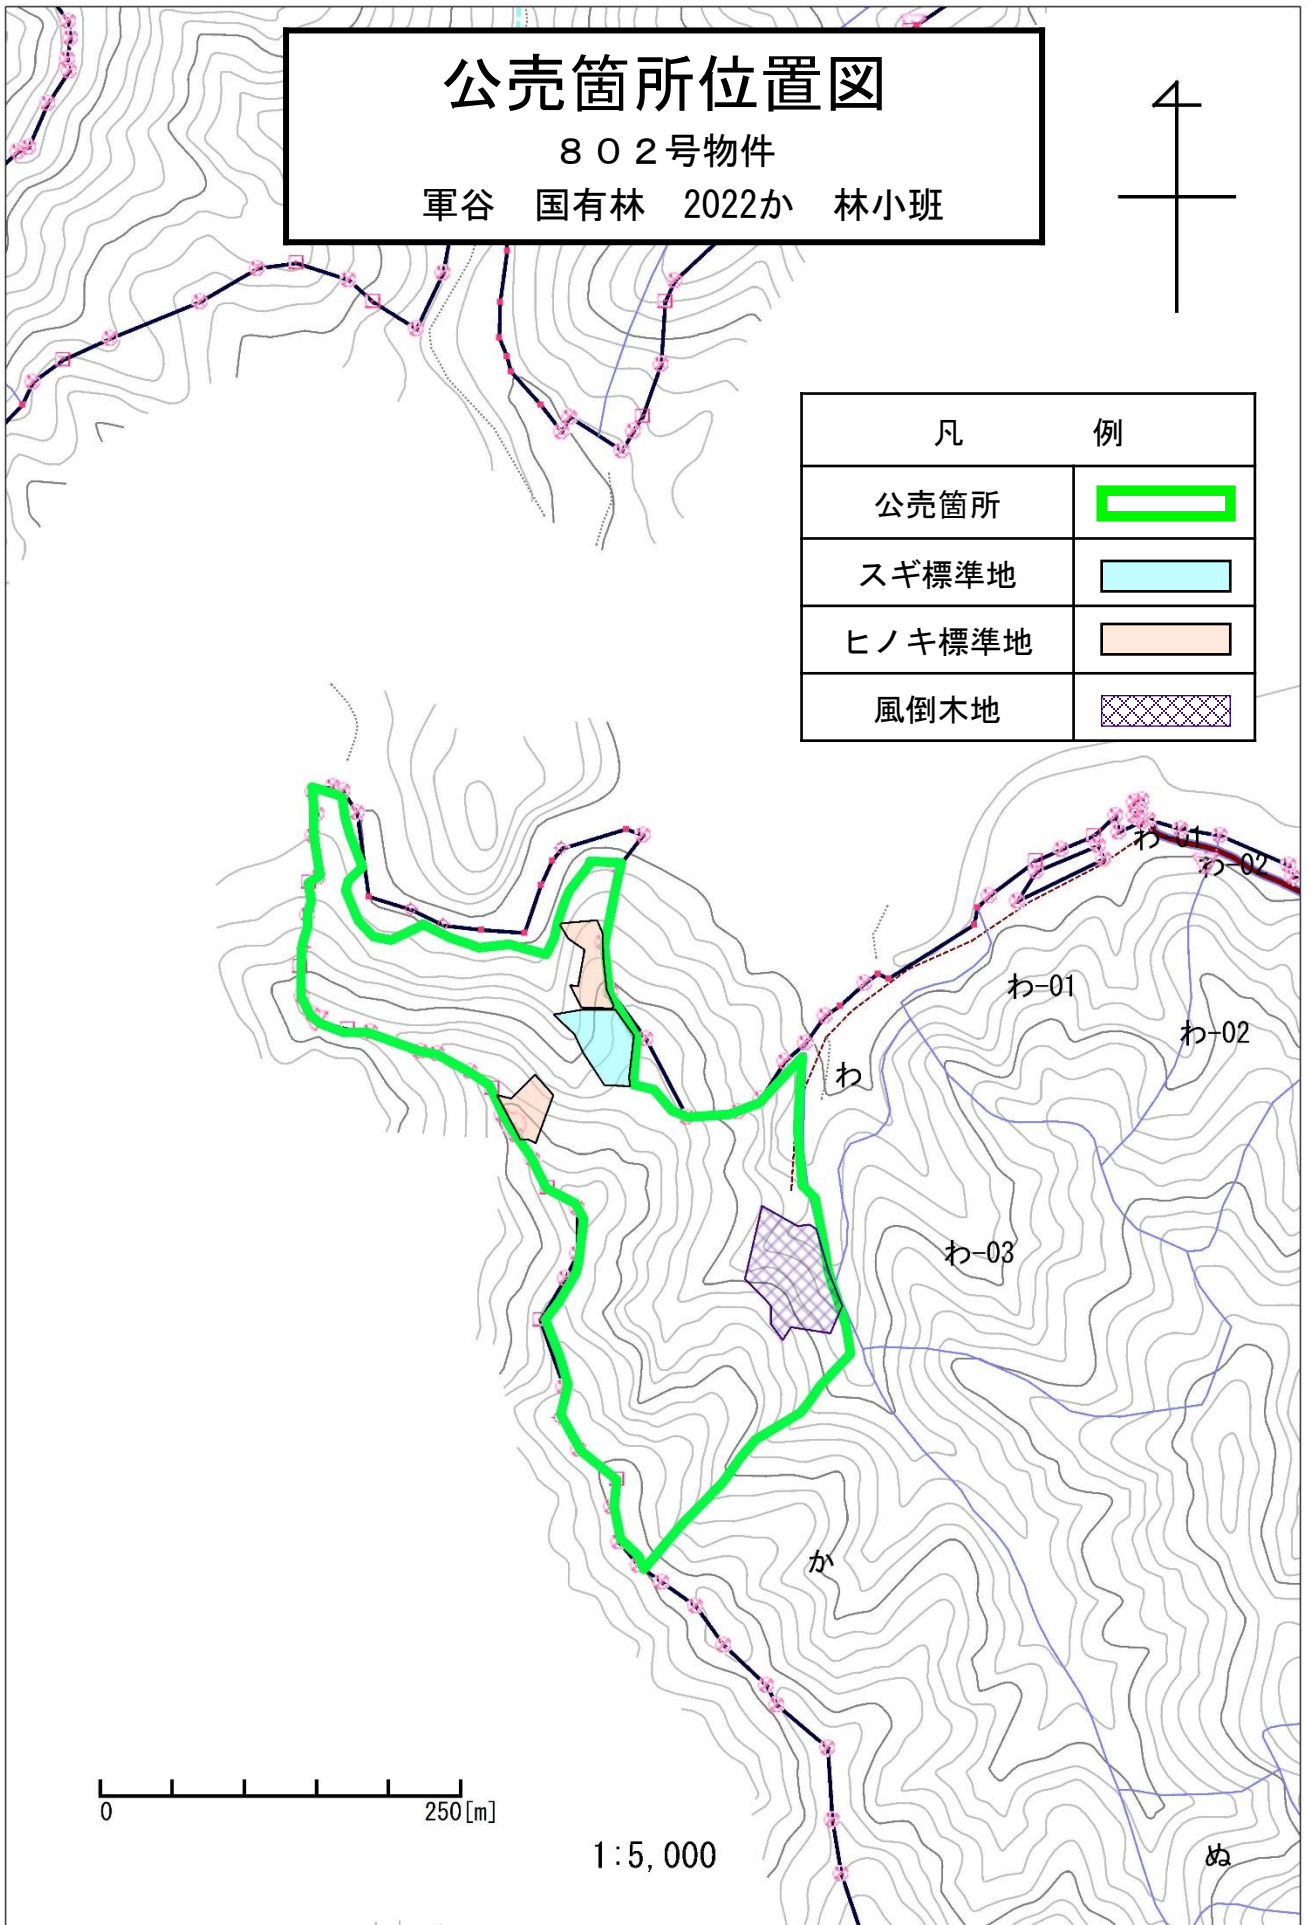 公売箇所位置図
８０２号物件
軍谷　国有林　2022か　林小班
凡　例
公売箇所
スギ標準地
ヒノキ標準地
風倒木地
わ-01
わ-02
わ-01
わ-02
わ
わ-03
か
0　250[m]
1:5,000
ぬ